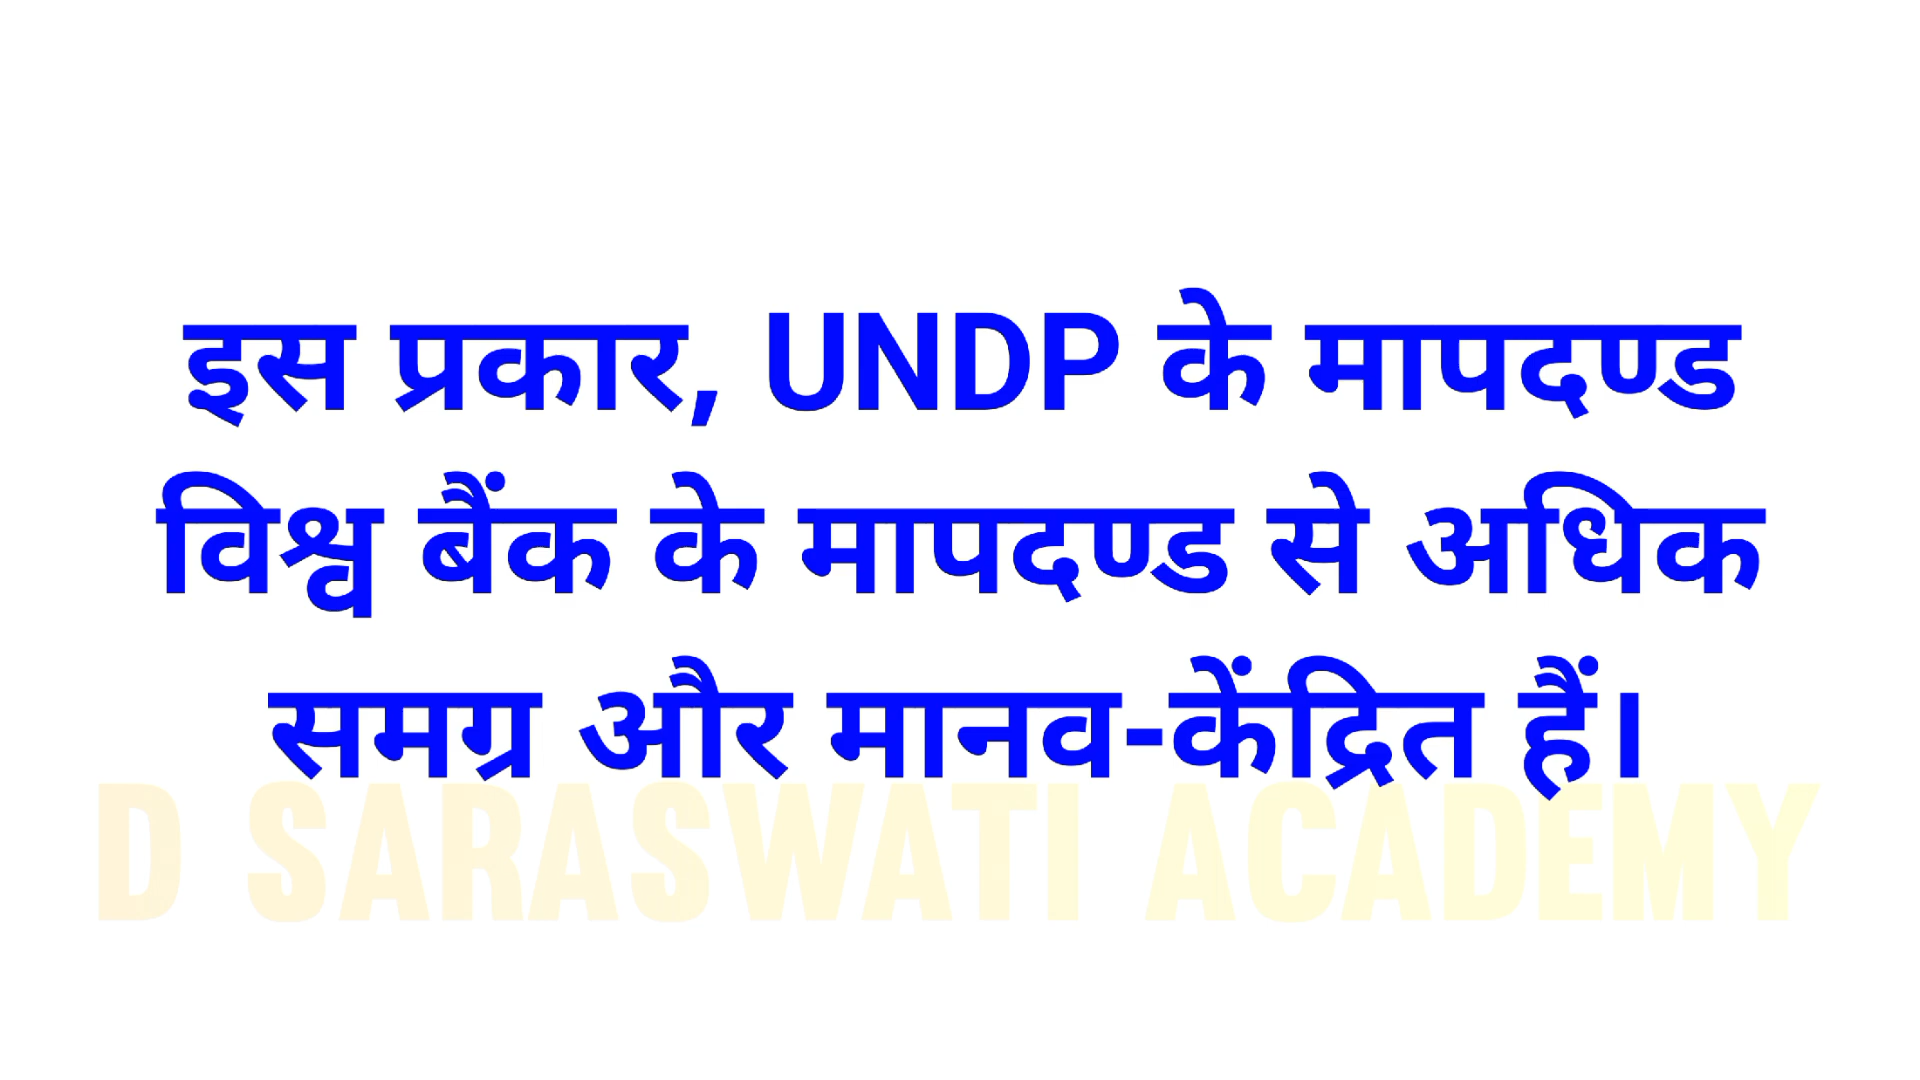 इस प्रकार, UNDP के मापदण्ड
विश्व बैंक के मापदण्ड से अधिक
समग्र और मानव-केंद्रित हैं।
D SARASWATI ACADEMY